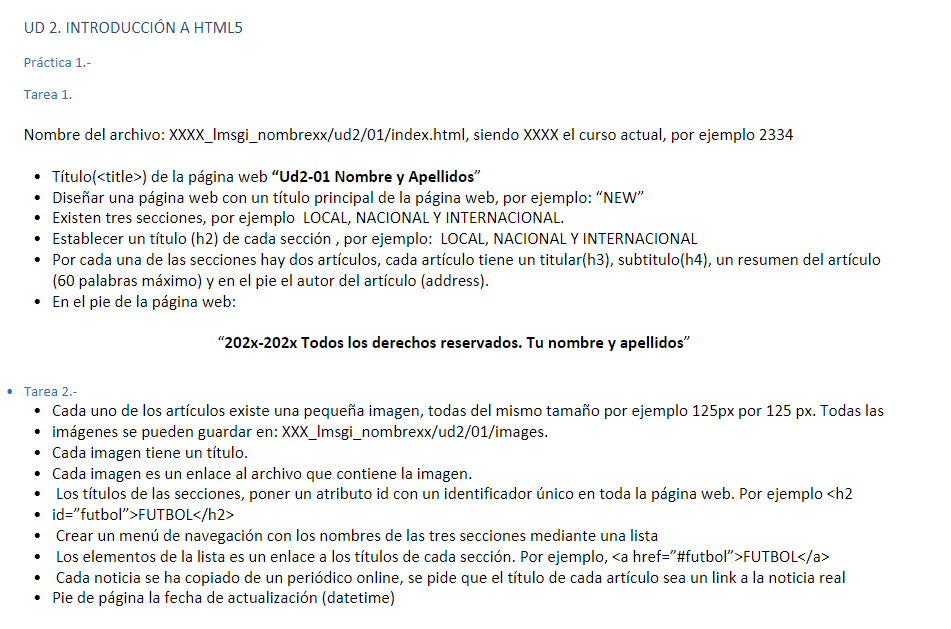 UD 2. INTRODUCCIÓN A HTML5
Práctica 1.-
Tarea 1.
Nombre del archivo: XXXX_lmsgi_nombrexx/ud2/01/index.html, siendo XXXX el curso actual, por ejemplo 2334
• Título(<title>) de la página web “Ud2-01 Nombre y Apellidos”
• Diseñar una página web con un título principal de la página web, por ejemplo: “NEW”
• Existen tres secciones, por ejemplo LOCAL, NACIONAL Y INTERNACIONAL.
• Establecer un título (h2) de cada sección , por ejemplo: LOCAL, NACIONAL Y INTERNACIONAL
• Por cada una de las secciones hay dos artículos, cada artículo tiene un titular(h3), subtitulo(h4), un resumen del artículo
(60 palabras máximo) y en el pie el autor del artículo (address).
• En el pie de la página web:
“202x-202x Todos los derechos reservados. Tu nombre y apellidos”
• Tarea 2.-
• Cada uno de los artículos existe una pequeña imagen, todas del mismo tamaño por ejemplo 125px por 125 px. Todas las
• imágenes se pueden guardar en: XXX_lmsgi_nombrexx/ud2/01/images.
• Cada imagen tiene un título.
• Cada imagen es un enlace al archivo que contiene la imagen.
• Los títulos de las secciones, poner un atributo id con un identificador único en toda la página web. Por ejemplo <h2
• id=”futbol”>FUTBOL</h2>
• Crear un menú de navegación con los nombres de las tres secciones mediante una lista
• Los elementos de la lista es un enlace a los títulos de cada sección. Por ejemplo, <a href=”#futbol”>FUTBOL</a>
• Cada noticia se ha copiado de un periódico online, se pide que el título de cada artículo sea un link a la noticia real
• Pie de página la fecha de actualización (datetime)